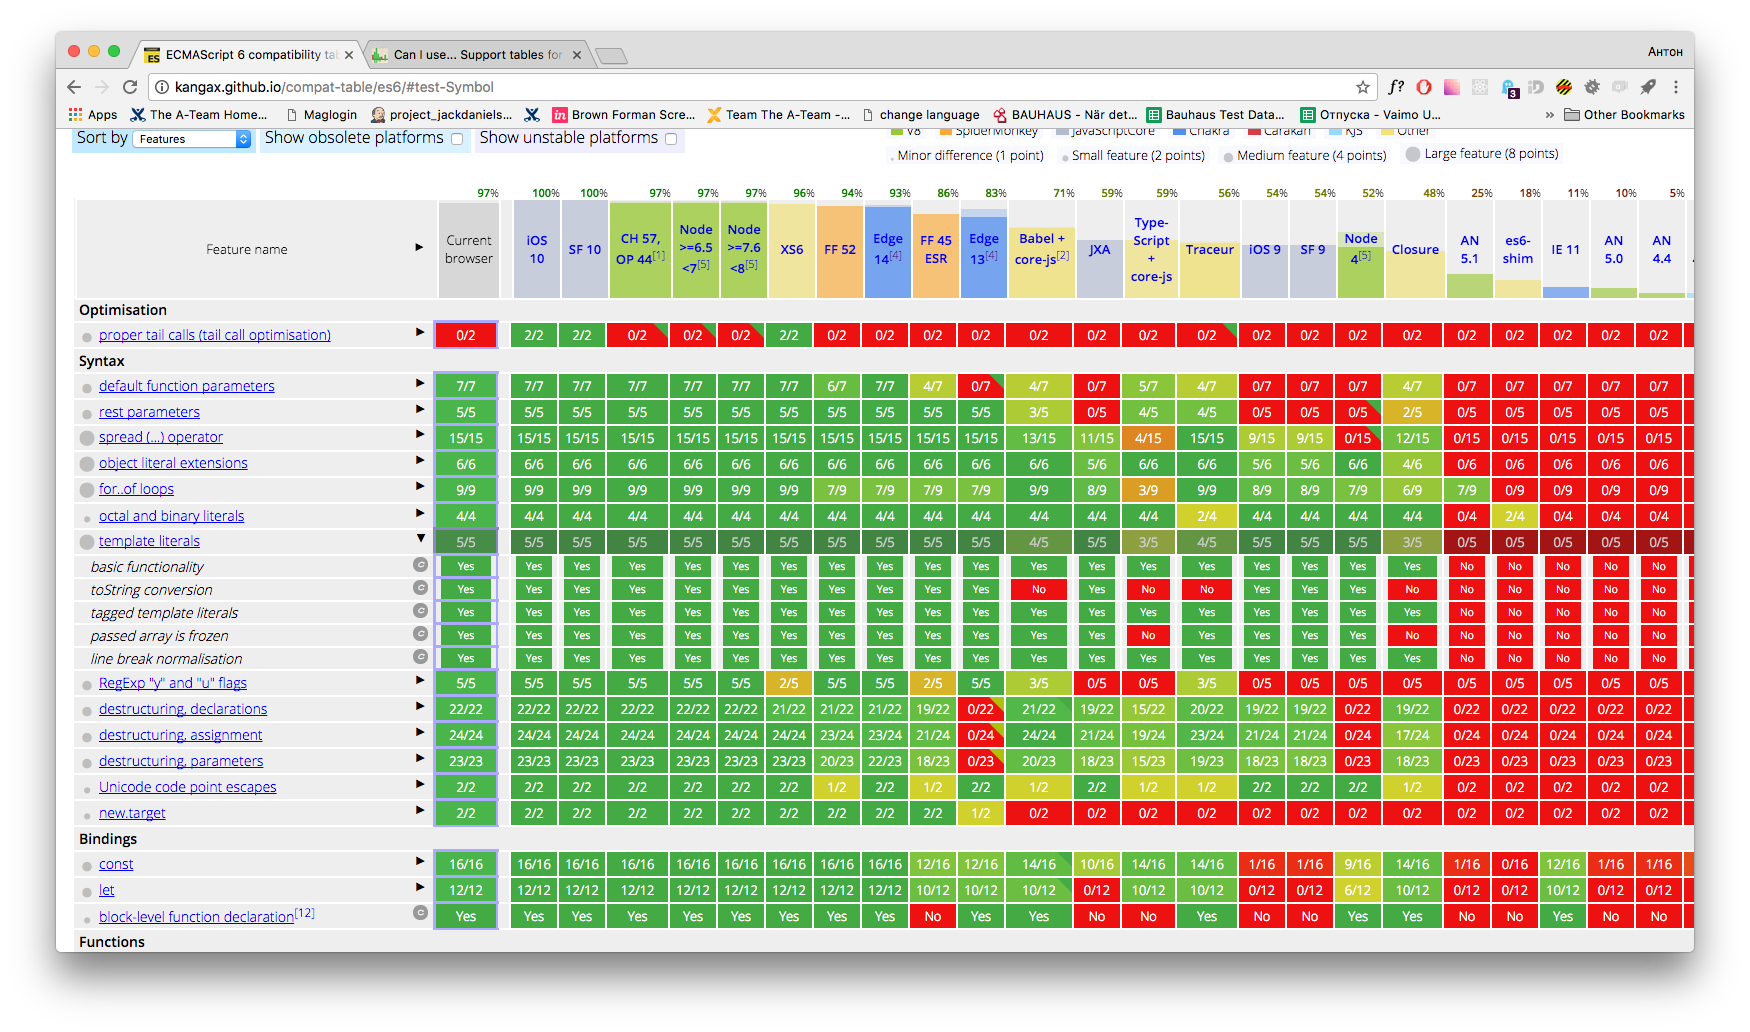 ECMAScript 6 compatibility tab
Can I use... Support tables for
Антон
kangax.github.io/compat-table/es6/#test-Symbol
f?
3
Apps The A-Team Home... Maglogin project_jackdaniels... Brown Forman Scre... Team The A-Team -... change language BAUHAUS - När det... Bauhaus Test Data... Отпуска - Vaimo U... » Other Bookmarks
Sort by Features Show obsolete platforms Show unstable platforms
V8 SpiderMonkey JavaScriptCore Chakra Carakan KJS Other
Minor difference (1 point) Small feature (2 points) Medium feature (4 points) Large feature (8 points)
97% 100% 100% 97% 97% 97% 96% 94% 93% 86% 83% 71% 59% 59% 56% 54% 54% 52% 48% 25% 18% 11% 10% 5%
Feature name Current browser iOS 10 SF 10 CH 57, OP 44[1] Node >=6.5 <7[5] Node >=7.6 <8[5] XS6 FF 52 Edge 14[4] FF 45 ESR Edge 13[4] Babel + core-js[2] JXA Type-Script + core-js Traceur iOS 9 SF 9 Node 4[5] Closure AN 5.1 es6-shim IE 11 AN 5.0 AN 4.4
Optimisation
proper tail calls (tail call optimisation) 0/2 2/2 2/2 0/2 0/2 0/2 2/2 0/2 0/2 0/2 0/2 0/2 0/2 0/2 0/2 0/2 0/2 0/2 0/2 0/2 0/2 0/2 0/2 0/2
Syntax
default function parameters 7/7 7/7 7/7 7/7 7/7 7/7 7/7 6/7 7/7 4/7 0/7 4/7 0/7 5/7 4/7 0/7 0/7 0/7 4/7 0/7 0/7 0/7 0/7 0/7
rest parameters 5/5 5/5 5/5 5/5 5/5 5/5 5/5 5/5 5/5 5/5 5/5 3/5 0/5 4/5 4/5 0/5 0/5 0/5 2/5 0/5 0/5 0/5 0/5 0/5
spread (...) operator 15/15 15/15 15/15 15/15 15/15 15/15 15/15 15/15 15/15 15/15 15/15 13/15 11/15 4/15 15/15 9/15 9/15 0/15 12/15 0/15 0/15 0/15 0/15 0/15
object literal extensions 6/6 6/6 6/6 6/6 6/6 6/6 6/6 6/6 6/6 6/6 6/6 6/6 5/6 6/6 6/6 5/6 5/6 6/6 4/6 0/6 0/6 0/6 0/6 0/6
for..of loops 9/9 9/9 9/9 9/9 9/9 9/9 9/9 7/9 7/9 7/9 7/9 9/9 8/9 3/9 9/9 8/9 8/9 7/9 6/9 7/9 0/9 0/9 0/9 0/9
octal and binary literals 4/4 4/4 4/4 4/4 4/4 4/4 4/4 4/4 4/4 4/4 4/4 4/4 4/4 4/4 2/4 4/4 4/4 4/4 4/4 0/4 2/4 0/4 0/4 0/4
template literals 5/5 5/5 5/5 5/5 5/5 5/5 5/5 5/5 5/5 5/5 5/5 4/5 5/5 3/5 4/5 5/5 5/5 5/5 3/5 0/5 0/5 0/5 0/5 0/5
basic functionality C Yes Yes Yes Yes Yes Yes Yes Yes Yes Yes Yes Yes Yes Yes Yes Yes Yes Yes Yes No No No No No
toString conversion C Yes Yes Yes Yes Yes Yes Yes Yes Yes Yes Yes No Yes No No Yes Yes Yes No No No No No No
tagged template literals C Yes Yes Yes Yes Yes Yes Yes Yes Yes Yes Yes Yes Yes Yes Yes Yes Yes Yes Yes No No No No No
passed array is frozen C Yes Yes Yes Yes Yes Yes Yes Yes Yes Yes Yes Yes Yes No Yes Yes Yes Yes No No No No No No
line break normalisation C Yes Yes Yes Yes Yes Yes Yes Yes Yes Yes Yes Yes Yes Yes Yes Yes Yes Yes Yes No No No No No
RegExp "y" and "u" flags 5/5 5/5 5/5 5/5 5/5 5/5 2/5 5/5 5/5 2/5 5/5 3/5 0/5 0/5 3/5 0/5 0/5 0/5 0/5 0/5 0/5 0/5 0/5 0/5
destructuring, declarations 22/22 22/22 22/22 22/22 22/22 22/22 21/22 21/22 21/22 19/22 0/22 21/22 19/22 15/22 20/22 19/22 19/22 0/22 19/22 0/22 0/22 0/22 0/22 0/22
destructuring, assignment 24/24 24/24 24/24 24/24 24/24 24/24 24/24 23/24 23/24 21/24 0/24 24/24 21/24 19/24 23/24 21/24 21/24 0/24 17/24 0/24 0/24 0/24 0/24 0/24
destructuring, parameters 23/23 23/23 23/23 23/23 23/23 23/23 23/23 20/23 22/23 18/23 0/23 20/23 18/23 15/23 19/23 18/23 18/23 0/23 18/23 0/23 0/23 0/23 0/23 0/23
Unicode code point escapes 2/2 2/2 2/2 2/2 2/2 2/2 2/2 1/2 2/2 1/2 2/2 1/2 2/2 1/2 1/2 2/2 2/2 2/2 1/2 0/2 0/2 0/2 0/2 0/2
new.target 2/2 2/2 2/2 2/2 2/2 2/2 2/2 2/2 2/2 2/2 1/2 0/2 0/2 0/2 0/2 0/2 0/2 0/2 0/2 0/2 0/2 0/2 0/2 0/2
Bindings
const 16/16 16/16 16/16 16/16 16/16 16/16 16/16 16/16 16/16 12/16 12/16 14/16 10/16 14/16 14/16 1/16 1/16 9/16 14/16 1/16 0/16 12/16 1/16 1/16
let 12/12 12/12 12/12 12/12 12/12 12/12 12/12 12/12 12/12 10/12 10/12 10/12 0/12 10/12 10/12 0/12 0/12 6/12 10/12 0/12 0/12 10/12 0/12 0/12
block-level function declaration[12] C Yes Yes Yes Yes Yes Yes Yes Yes Yes No Yes Yes No No Yes No No Yes Yes No No Yes No No
Functions